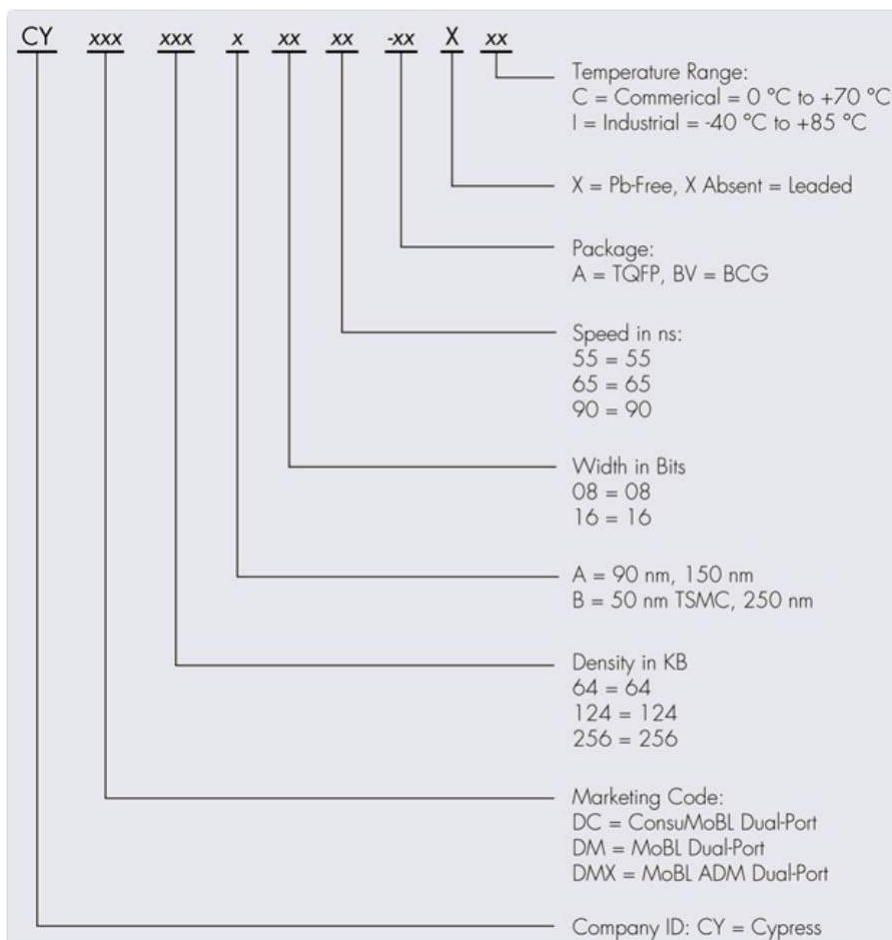 CY xxx xxx x xx xx -xx X xx
Temperature Range:
C = Commerical = 0 °C to +70 °C
I = Industrial = -40 °C to +85 °C
X = Pb-Free, X Absent = Leaded
Package:
A = TQFP, BV = BCG
Speed in ns:
55 = 55
65 = 65
90 = 90
Width in Bits
08 = 08
16 = 16
A = 90 nm, 150 nm
B = 50 nm TSMC, 250 nm
Density in KB
64 = 64
124 = 124
256 = 256
Marketing Code:
DC = ConsuMoBL Dual-Port
DM = MoBL Dual-Port
DMX = MoBL ADM Dual-Port
Company ID: CY = Cypress